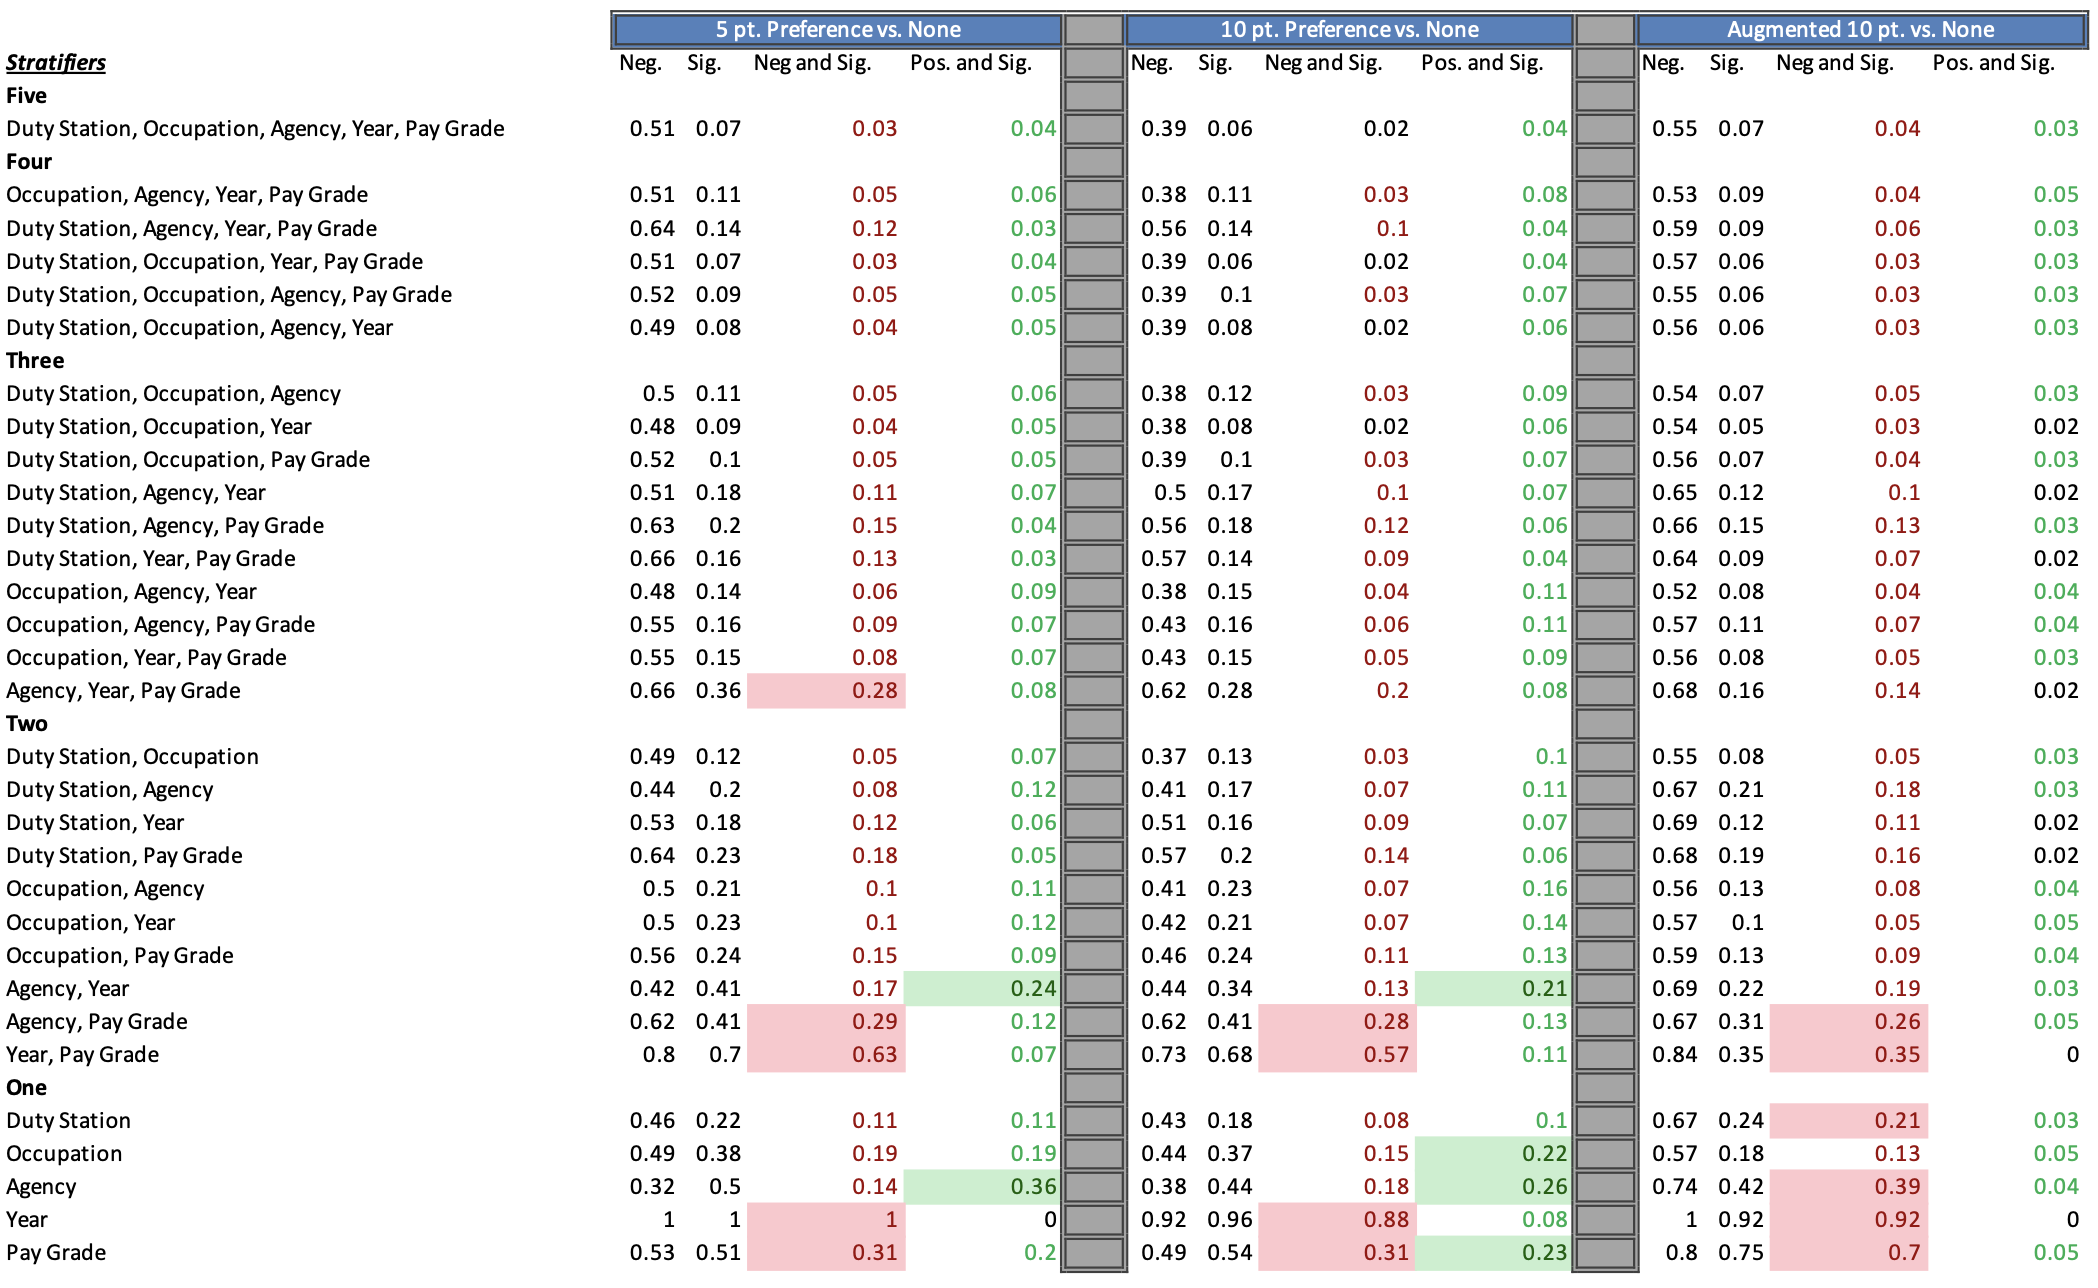 5 pt. Preference vs. None 10 pt. Preference vs. None Augmented 10 pt. vs. None
Stratifiers Neg. Sig. Neg and Sig. Pos. and Sig. Neg. Sig. Neg and Sig. Pos. and Sig. Neg. Sig. Neg and Sig. Pos. and Sig.
Five
Duty Station, Occupation, Agency, Year, Pay Grade 0.51 0.07 0.03 0.04 0.39 0.06 0.02 0.04 0.55 0.07 0.04 0.03
Four
Occupation, Agency, Year, Pay Grade 0.51 0.11 0.05 0.06 0.38 0.11 0.03 0.08 0.53 0.09 0.04 0.05
Duty Station, Agency, Year, Pay Grade 0.64 0.14 0.12 0.03 0.56 0.14 0.1 0.04 0.59 0.09 0.06 0.03
Duty Station, Occupation, Year, Pay Grade 0.51 0.07 0.03 0.04 0.39 0.06 0.02 0.04 0.57 0.06 0.03 0.03
Duty Station, Occupation, Agency, Pay Grade 0.52 0.09 0.05 0.05 0.39 0.1 0.03 0.07 0.55 0.06 0.03 0.03
Duty Station, Occupation, Agency, Year 0.49 0.08 0.04 0.05 0.39 0.08 0.02 0.06 0.56 0.06 0.03 0.03
Three
Duty Station, Occupation, Agency 0.5 0.11 0.05 0.06 0.38 0.12 0.03 0.09 0.54 0.07 0.05 0.03
Duty Station, Occupation, Year 0.48 0.09 0.04 0.05 0.38 0.08 0.02 0.06 0.54 0.05 0.03 0.02
Duty Station, Occupation, Pay Grade 0.52 0.1 0.05 0.05 0.39 0.1 0.03 0.07 0.56 0.07 0.04 0.03
Duty Station, Agency, Year 0.51 0.18 0.11 0.07 0.5 0.17 0.1 0.07 0.65 0.12 0.1 0.02
Duty Station, Agency, Pay Grade 0.63 0.2 0.15 0.04 0.56 0.18 0.12 0.06 0.66 0.15 0.13 0.03
Duty Station, Year, Pay Grade 0.66 0.16 0.13 0.03 0.57 0.14 0.09 0.04 0.64 0.09 0.07 0.02
Occupation, Agency, Year 0.48 0.14 0.06 0.09 0.38 0.15 0.04 0.11 0.52 0.08 0.04 0.04
Occupation, Agency, Pay Grade 0.55 0.16 0.09 0.07 0.43 0.16 0.06 0.11 0.57 0.11 0.07 0.04
Occupation, Year, Pay Grade 0.55 0.15 0.08 0.07 0.43 0.15 0.05 0.09 0.56 0.08 0.05 0.03
Agency, Year, Pay Grade 0.66 0.36 0.28 0.08 0.62 0.28 0.2 0.08 0.68 0.16 0.14 0.02
Two
Duty Station, Occupation 0.49 0.12 0.05 0.07 0.37 0.13 0.03 0.1 0.55 0.08 0.05 0.03
Duty Station, Agency 0.44 0.2 0.08 0.12 0.41 0.17 0.07 0.11 0.67 0.21 0.18 0.03
Duty Station, Year 0.53 0.18 0.12 0.06 0.51 0.16 0.09 0.07 0.69 0.12 0.11 0.02
Duty Station, Pay Grade 0.64 0.23 0.18 0.05 0.57 0.2 0.14 0.06 0.68 0.19 0.16 0.02
Occupation, Agency 0.5 0.21 0.1 0.11 0.41 0.23 0.07 0.16 0.56 0.13 0.08 0.04
Occupation, Year 0.5 0.23 0.1 0.12 0.42 0.21 0.07 0.14 0.57 0.1 0.05 0.05
Occupation, Pay Grade 0.56 0.24 0.15 0.09 0.46 0.24 0.11 0.13 0.59 0.13 0.09 0.04
Agency, Year 0.42 0.41 0.17 0.24 0.44 0.34 0.13 0.21 0.69 0.22 0.19 0.03
Agency, Pay Grade 0.62 0.41 0.29 0.12 0.62 0.41 0.28 0.13 0.67 0.31 0.26 0.05
Year, Pay Grade 0.8 0.7 0.63 0.07 0.73 0.68 0.57 0.11 0.84 0.35 0.35 0
One
Duty Station 0.46 0.22 0.11 0.11 0.43 0.18 0.08 0.1 0.67 0.24 0.21 0.03
Occupation 0.49 0.38 0.19 0.19 0.44 0.37 0.15 0.22 0.57 0.18 0.13 0.05
Agency 0.32 0.5 0.14 0.36 0.38 0.44 0.18 0.26 0.74 0.42 0.39 0.04
Year 1 1 1 0 0.92 0.96 0.88 0.08 1 0.92 0.92 0
Pay Grade 0.53 0.51 0.31 0.2 0.49 0.54 0.31 0.23 0.8 0.75 0.7 0.05